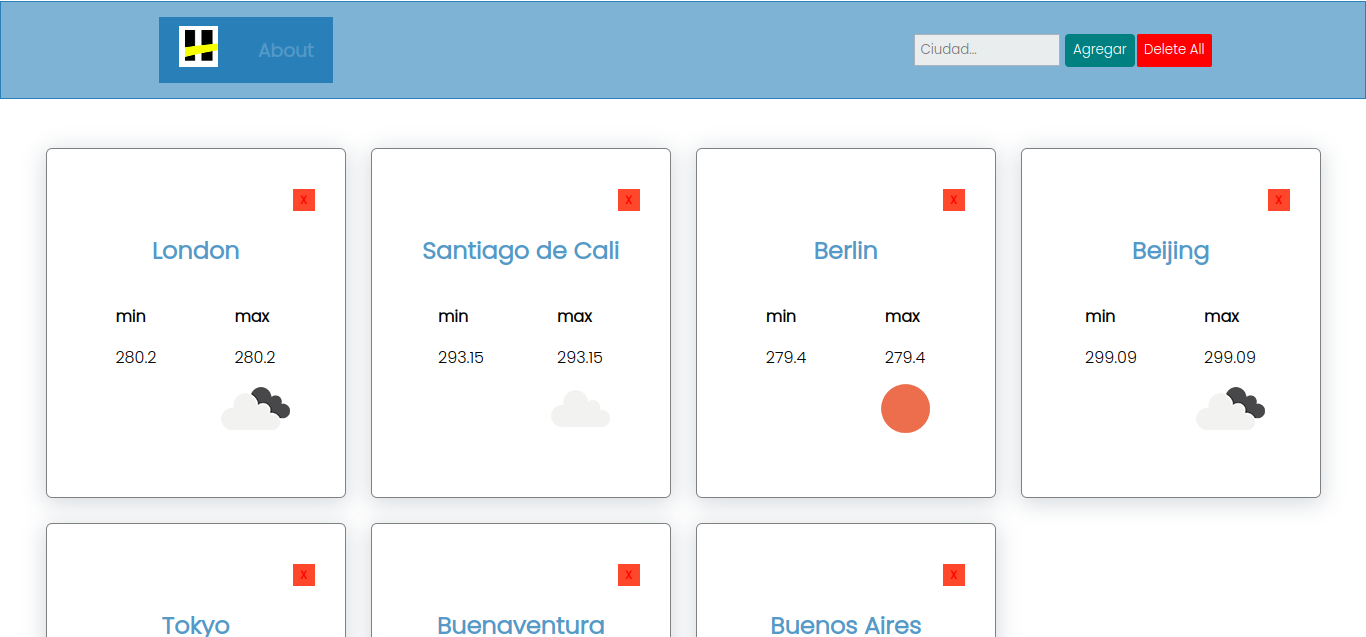 About
Ciudad...
Agregar
Delete All
X
London
min max
280.2 280.2
X
Santiago de Cali
min max
293.15 293.15
X
Berlin
min max
279.4 279.4
X
Beijing
min max
299.09 299.09
X
Tokyo
X
Buenaventura
X
Buenos Aires